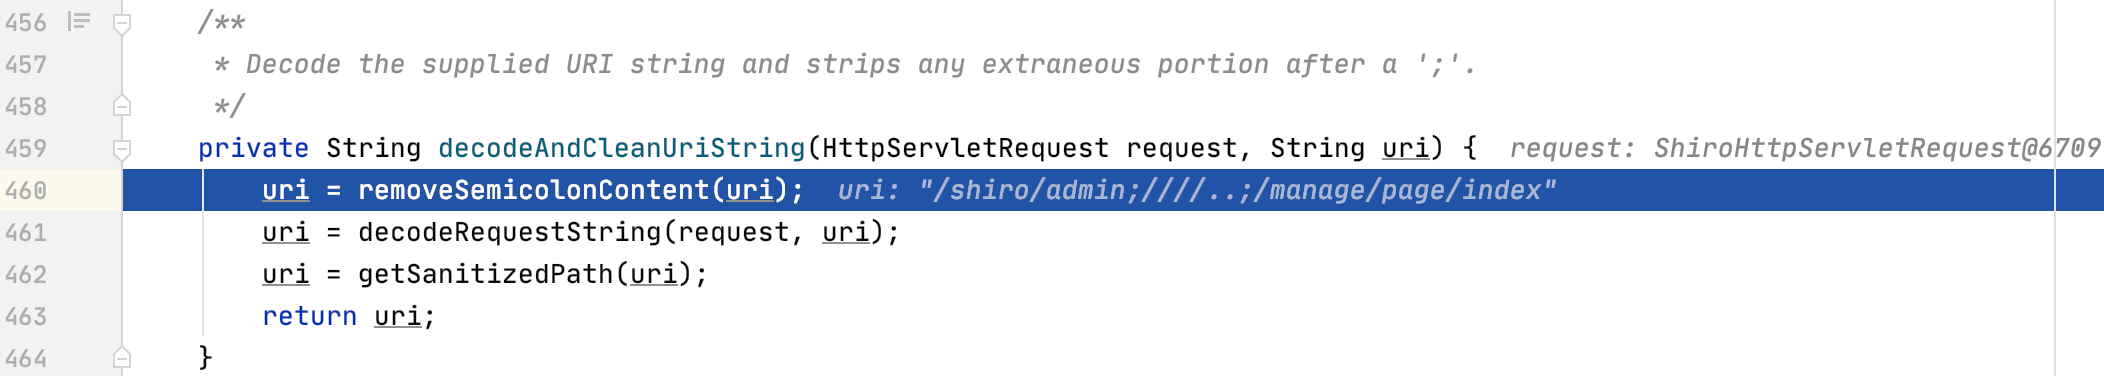 456 /**
457 * Decode the supplied URI string and strips any extraneous portion after a ';'.
458 */
459 private String decodeAndCleanUriString(HttpServletRequest request, String uri) { request: ShiroHttpServletRequest@6709
460 uri = removeSemicolonContent(uri); uri: "/shiro/admin;////..;/manage/page/index"
461 uri = decodeRequestString(request, uri);
462 uri = getSanitizedPath(uri);
463 return uri;
464 }